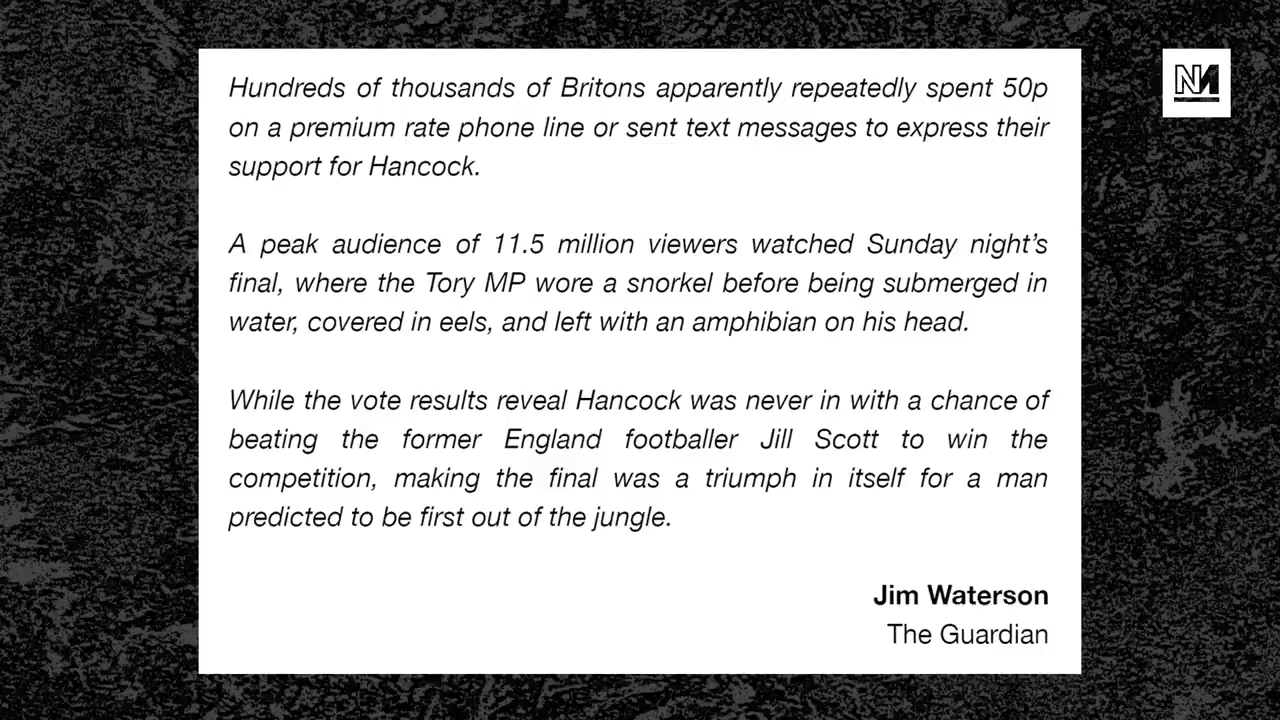 Hundreds of thousands of Britons apparently repeatedly spent 50p
on a premium rate phone line or sent text messages to express their
support for Hancock.
A peak audience of 11.5 million viewers watched Sunday night's
final, where the Tory MP wore a snorkel before being submerged in
water, covered in eels, and left with an amphibian on his head.
While the vote results reveal Hancock was never in with a chance of
beating the former England footballer Jill Scott to win the
competition, making the final was a triumph in itself for a man
predicted to be first out of the jungle.
Jim Waterson
The Guardian
NM